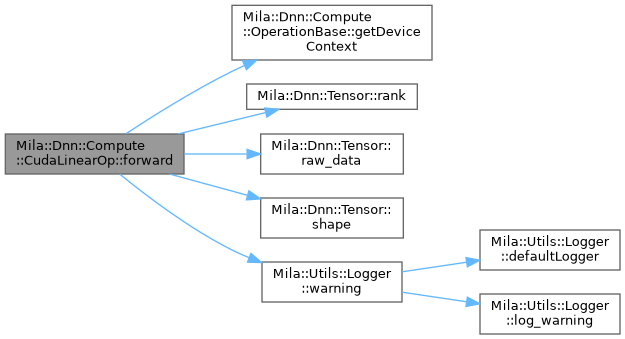 Mila::Dnn::Compute
::CudaLinearOp::forward
Mila::Dnn::Compute
::OperationBase::getDevice
Context
Mila::Dnn::Tensor::rank
Mila::Dnn::Tensor::
raw_data
Mila::Dnn::Tensor::
shape
Mila::Utils::Logger
::warning
Mila::Utils::Logger
::defaultLogger
Mila::Utils::Logger
::log_warning